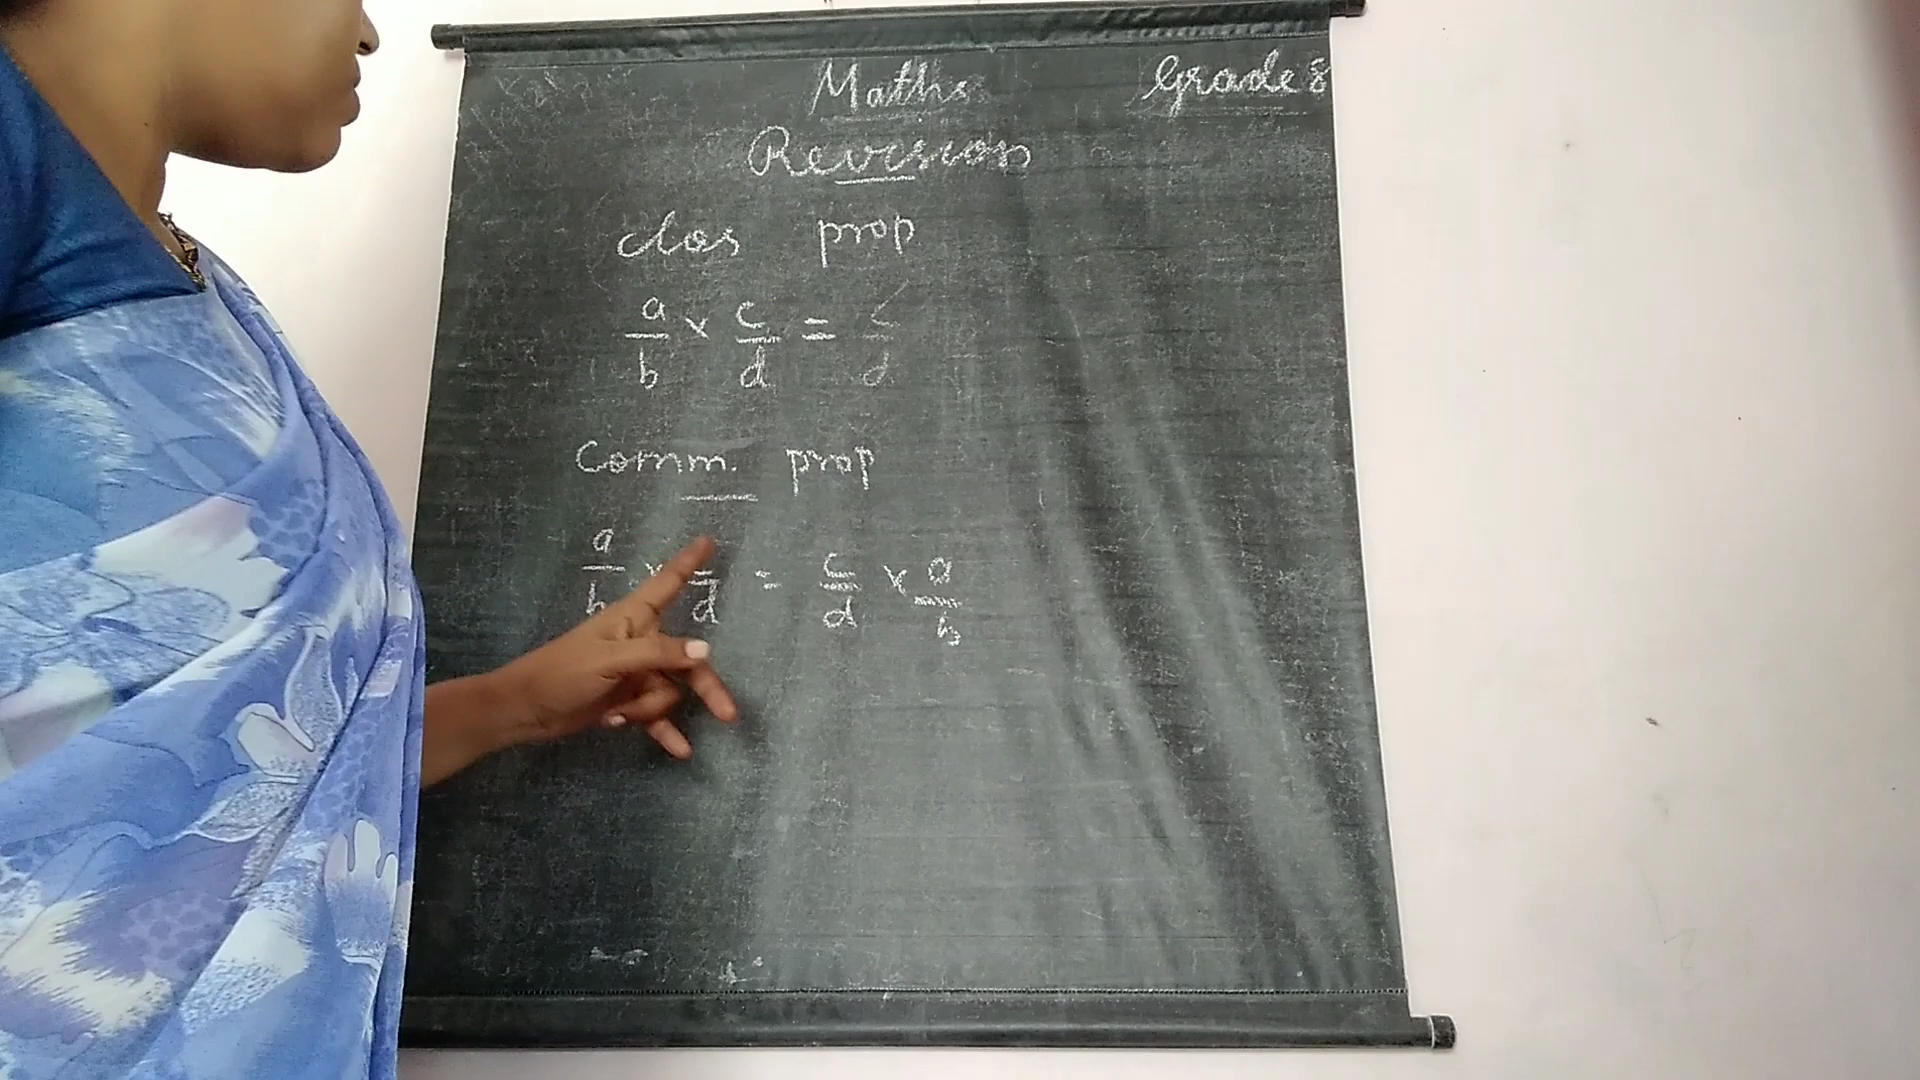 Maths Grade 8
Revision
clos prop
a/b × c/d = c/d
Comm. prop
a/b × /d = c/d × a/b